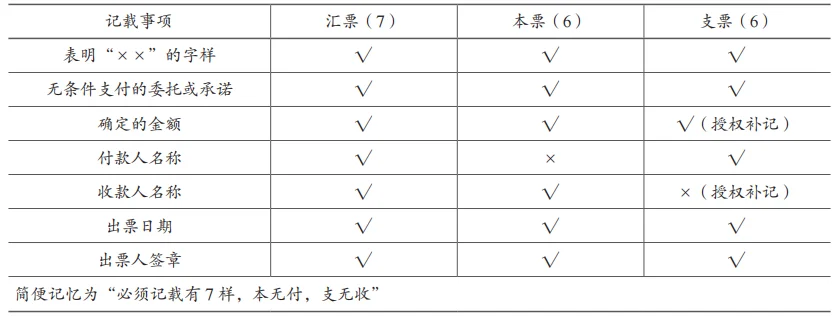 记载事项 汇票（7） 本票（6） 支票（6）
表明“××”的字样 √ √ √
无条件支付的委托或承诺 √ √ √
确定的金额 √ √ √（授权补记）
付款人名称 √ × √
收款人名称 √ √ ×（授权补记）
出票日期 √ √ √
出票人签章 √ √ √
简便记忆为“必须记载有7样，本无付，支无收”